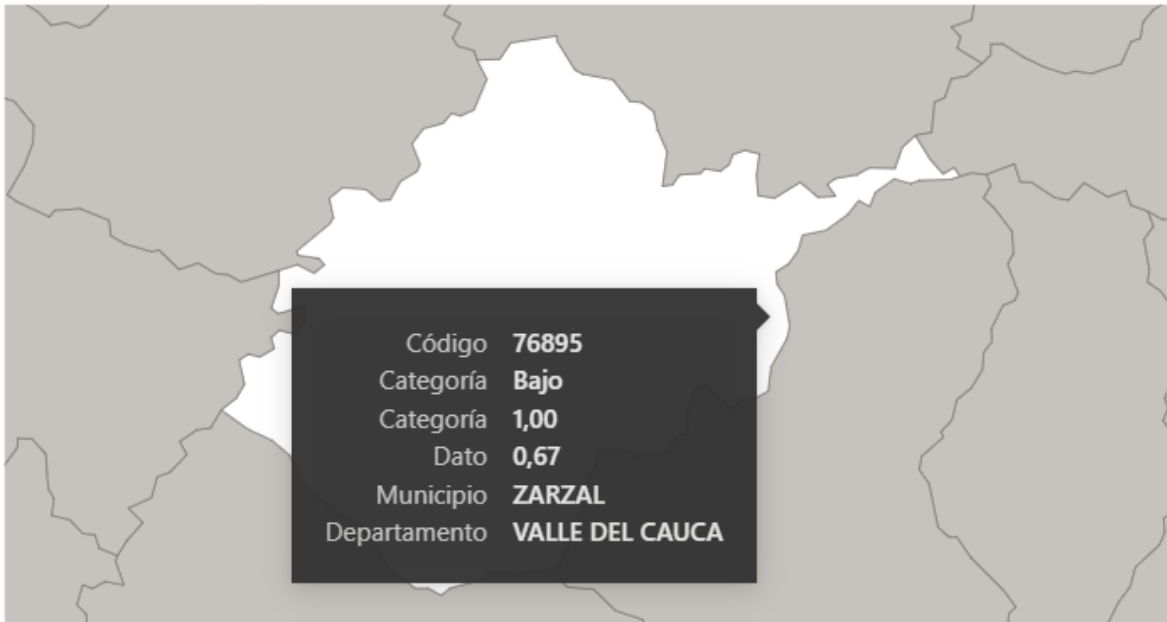 Código 76895
Categoría Bajo
Categoría 1,00
Dato 0,67
Municipio ZARZAL
Departamento VALLE DEL CAUCA